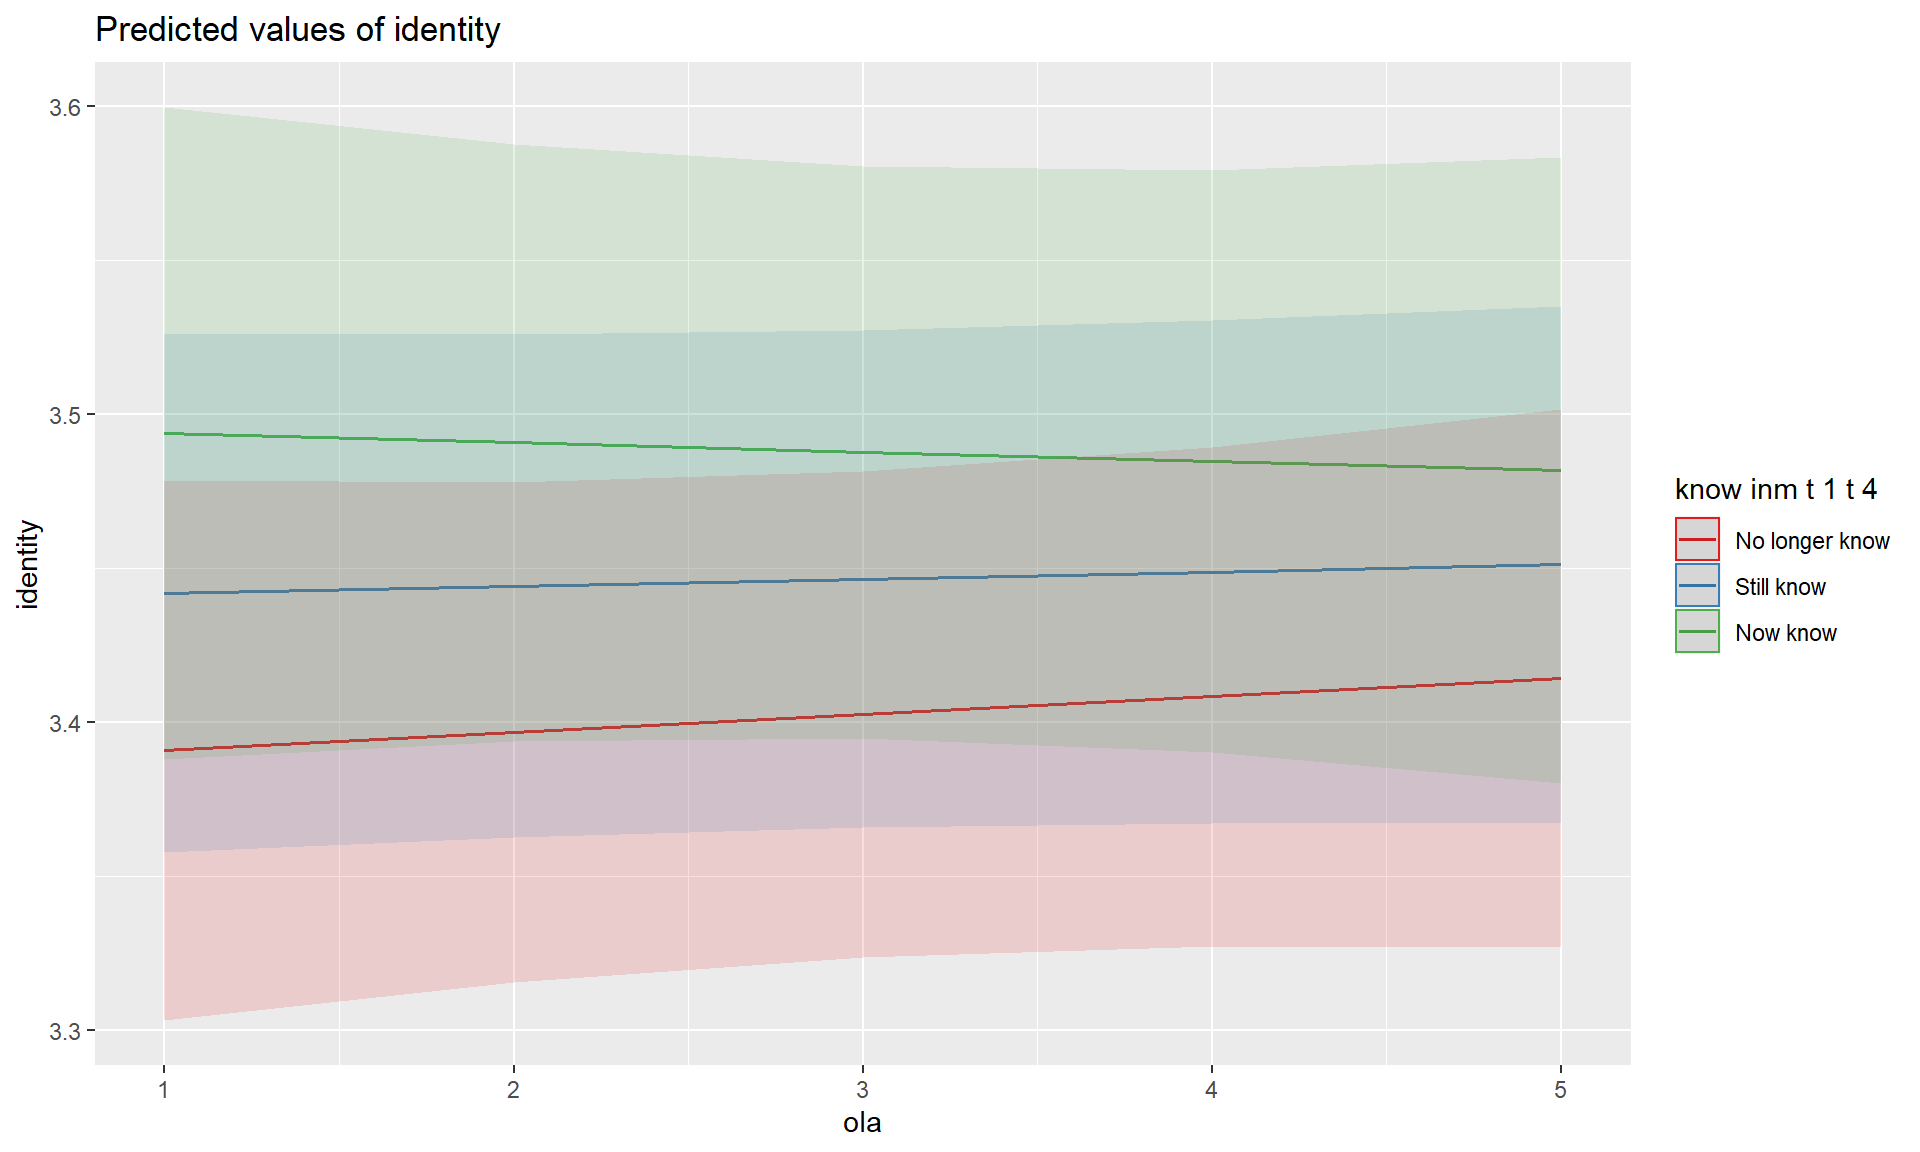 Predicted values of identity
3.6
3.5
3.4
3.3
identity
1 2 3 4 5
ola
know inm t 1 t 4
No longer know
Still know
Now know